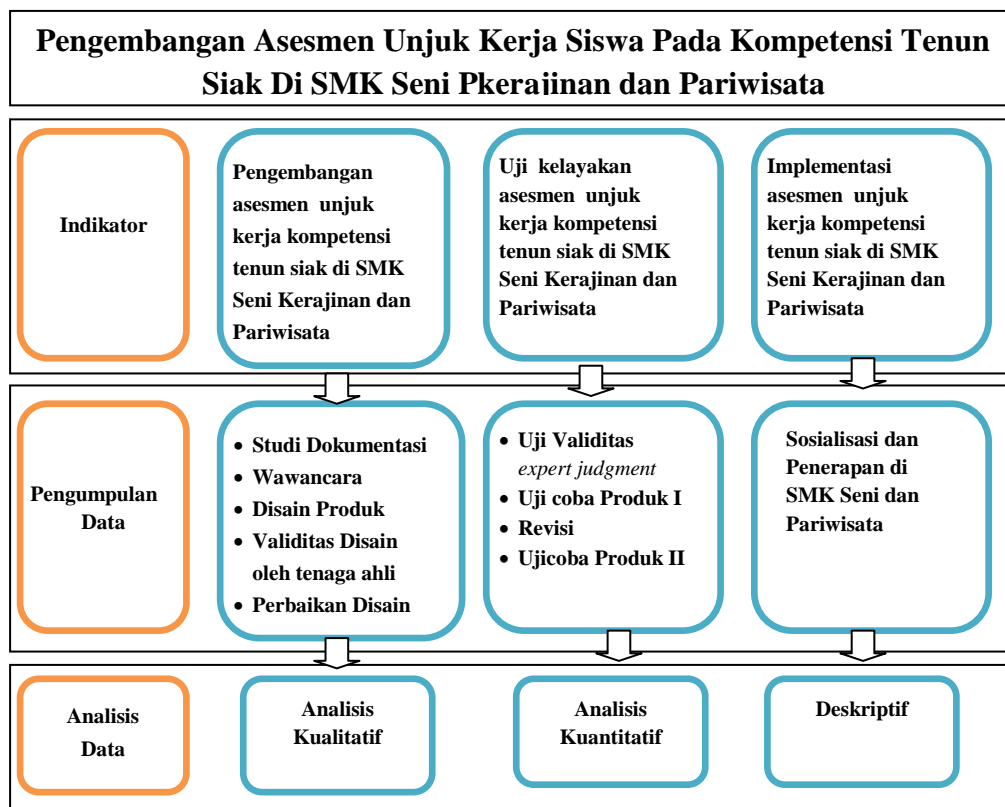 Pengembangan Asesmen Unjuk Kerja Siswa Pada Kompetensi Tenun
Siak Di SMK Seni Pkerajinan dan Pariwisata
Indikator
Pengembangan
asesmen unjuk
kerja kompetensi
tenun siak di SMK
Seni Kerajinan dan
Pariwisata
Uji kelayakan
asesmen unjuk
kerja kompetensi
tenun siak di SMK
Seni Kerajinan dan
Pariwisata
Implementasi
asesmen unjuk
kerja kompetensi
tenun siak di SMK
Seni Kerajinan dan
Pariwisata
Pengumpulan
Data
• Studi Dokumentasi
• Wawancara
• Disain Produk
• Validitas Disain
oleh tenaga ahli
• Perbaikan Disain
• Uji Validitas
expert judgment
• Uji coba Produk I
• Revisi
• Ujicoba Produk II
Sosialisasi dan
Penerapan di
SMK Seni dan
Pariwisata
Analisis
Data
Analisis
Kualitatif
Analisis
Kuantitatif
Deskriptif